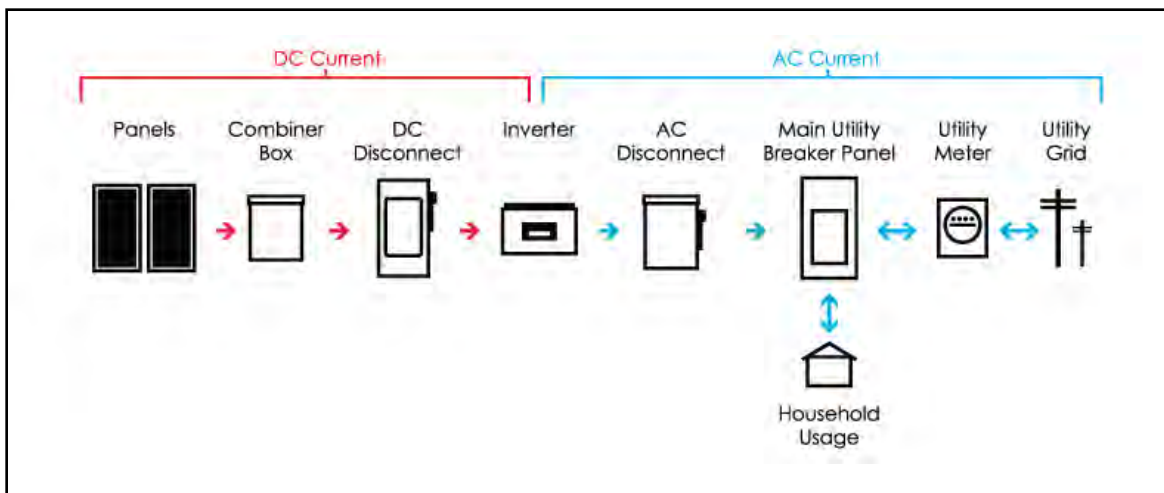 DC Current
AC Current
Panels
Combiner
Box
DC
Disconnect
Inverter
AC
Disconnect
Main Utility
Breaker Panel
Utility
Meter
Utility
Grid
Household
Usage